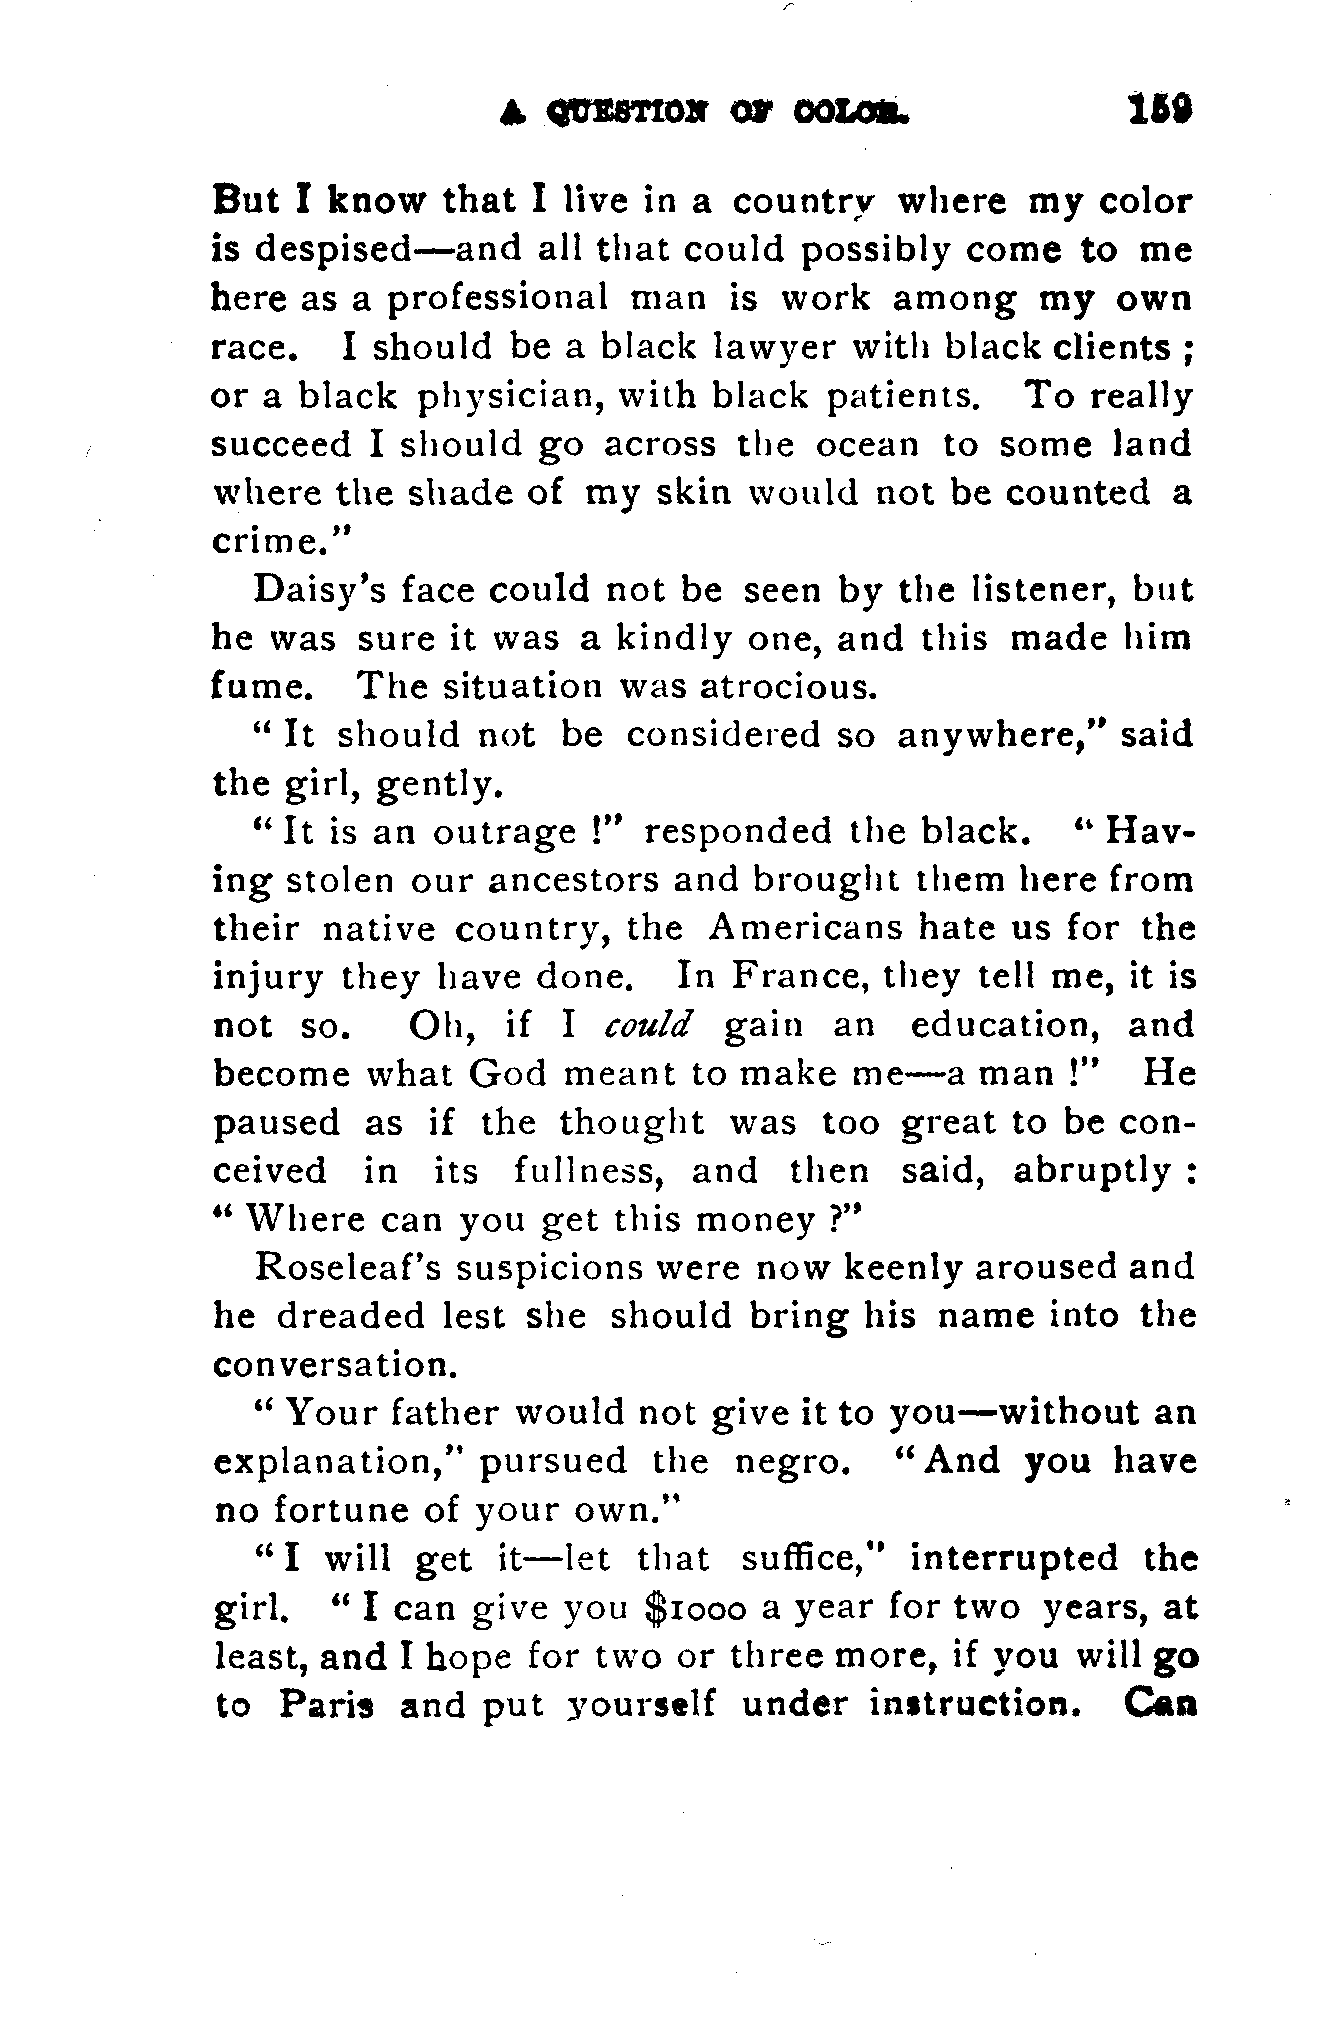 A QUESTION OF COLOR. 159
But I know that I live in a country where my color
is despised—and all that could possibly come to me
here as a professional man is work among my own
race. I should be a black lawyer with black clients ;
or a black physician, with black patients. To really
succeed I should go across the ocean to some land
where the shade of my skin would not be counted a
crime."
Daisy's face could not be seen by the listener, but
he was sure it was a kindly one, and this made him
fume. The situation was atrocious.
" It should not be considered so anywhere," said
the girl, gently.
" It is an outrage !" responded the black. " Hav-
ing stolen our ancestors and brought them here from
their native country, the Americans hate us for the
injury they have done. In France, they tell me, it is
not so. Oh, if I could gain an education, and
become what God meant to make me—a man !" He
paused as if the thought was too great to be con-
ceived in its fullness, and then said, abruptly :
" Where can you get this money ?"
Roseleaf's suspicions were now keenly aroused and
he dreaded lest she should bring his name into the
conversation.
" Your father would not give it to you—without an
explanation," pursued the negro. " And you have
no fortune of your own."
" I will get it—let that suffice," interrupted the
girl. " I can give you $1000 a year for two years, at
least, and I hope for two or three more, if you will go
to Paris and put yourself under instruction. Can